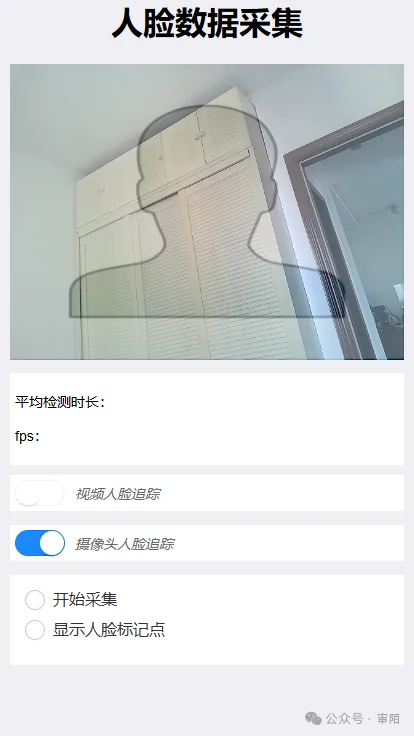 人脸数据采集
平均检测时长：
fps：
视频人脸追踪
摄像头人脸追踪
开始采集
显示人脸标记点
公众号 · 审陌